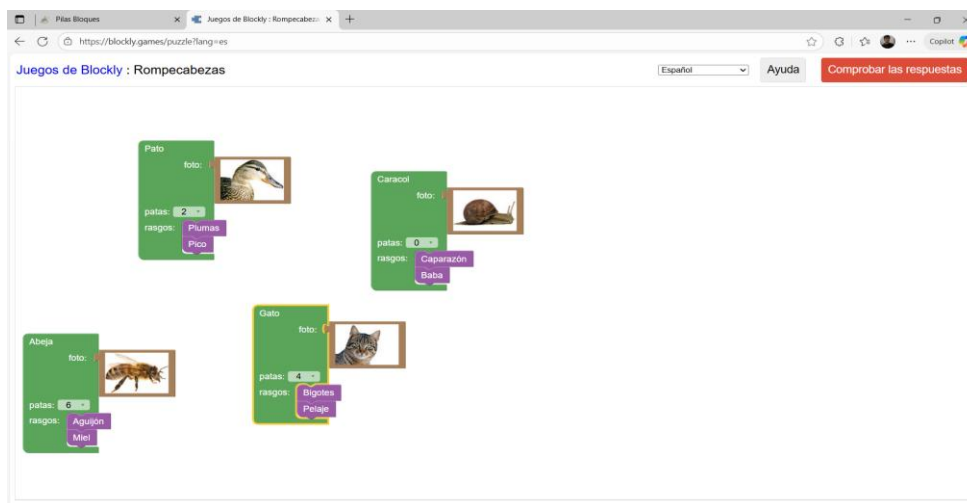 Pilas Bloques
Juegos de Blockly : Rompecabeza
https://blockly.games/puzzle?lang=es
Copilot
Juegos de Blockly : Rompecabezas
Español
Ayuda
Comprobar las respuestas
Pato
foto:
patas: 2
rasgos: Plumas
Pico
Caracol
foto:
patas: 0
rasgos: Caparazón
Baba
Gato
foto:
patas: 4
rasgos: Bigotes
Pelaje
Abeja
foto:
patas: 6
rasgos: Aguijón
Miel